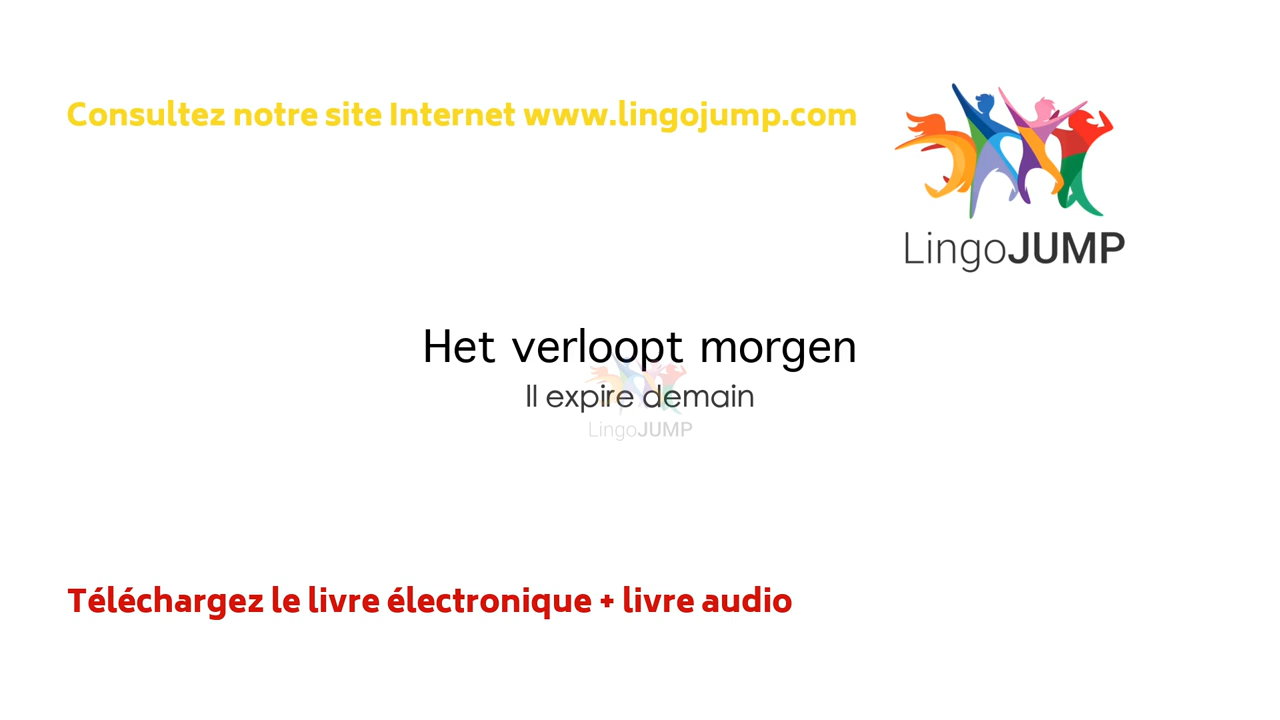 Consultez notre site Internet www.lingojump.com
LingoJUMP
Het verloopt morgen
Il expire demain
LingoJUMP
Téléchargez le livre électronique + livre audio